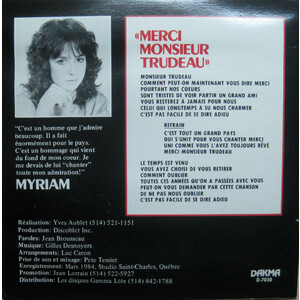 «MERCI
MONSIEUR
TRUDEAU»
MONSIEUR TRUDEAU
COMMENT PEUT-ON MAINTENANT VOUS DIRE MERCI
POURTANT NOS COEURS
SONT TRISTES DE VOIR PARTIR UN GRAND AMI
VOUS RESTEREZ A JAMAIS POUR NOUS
CELUI QUI LONGTEMPS A SU NOUS CHARMER
C'EST PAS FACILE DE SE DIRE ADIEU
REFRAIN
C'EST TOUT UN GRAND PAYS
QUI S'UNIT POUR VOUS CHANTER MERCI
UNI COMME VOUS L'AVEZ TOUJOURS RÊVÉ
MERCI MONSIEUR TRUDEAU
LE TEMPS EST VENU
VOUS AVEZ CHOISI DE VOUS RETIRER
COMMENT OUBLIER
TOUTES CES ANNÉES QU'ON A PASSÉES AVEC VOUS
PEUT ON VOUS DEMANDER PAR CETTE CHANSON
DE NE PAS NOUS OUBLIER
C'EST PAS FACILE DE SE DIRE ADIEU
"C'est un homme que j'admire
beaucoup. Il a fait
énormément pour le pays.
C'est un hommage qui vient
du fond de mon coeur. Je
me devais de lui "chanter"
toute mon admiration!"
MYRIAM
Réalisation: Yves Aublet (514) 521-1151
Production: Discoblet Inc.
Paroles: Jean Brousseau
Musique: Gilles Desnoyers
Arrangements: Luc Caron
Prise de son et mixage: Pete Tessier
Enregistrement: Mars 1984, Studio Saint-Charles, Québec
Promotion: Jean Lorrain (514) 522-5927
Distribution: Les disques Gamma Ltée (514) 842-1788
DAKMA
D-7030